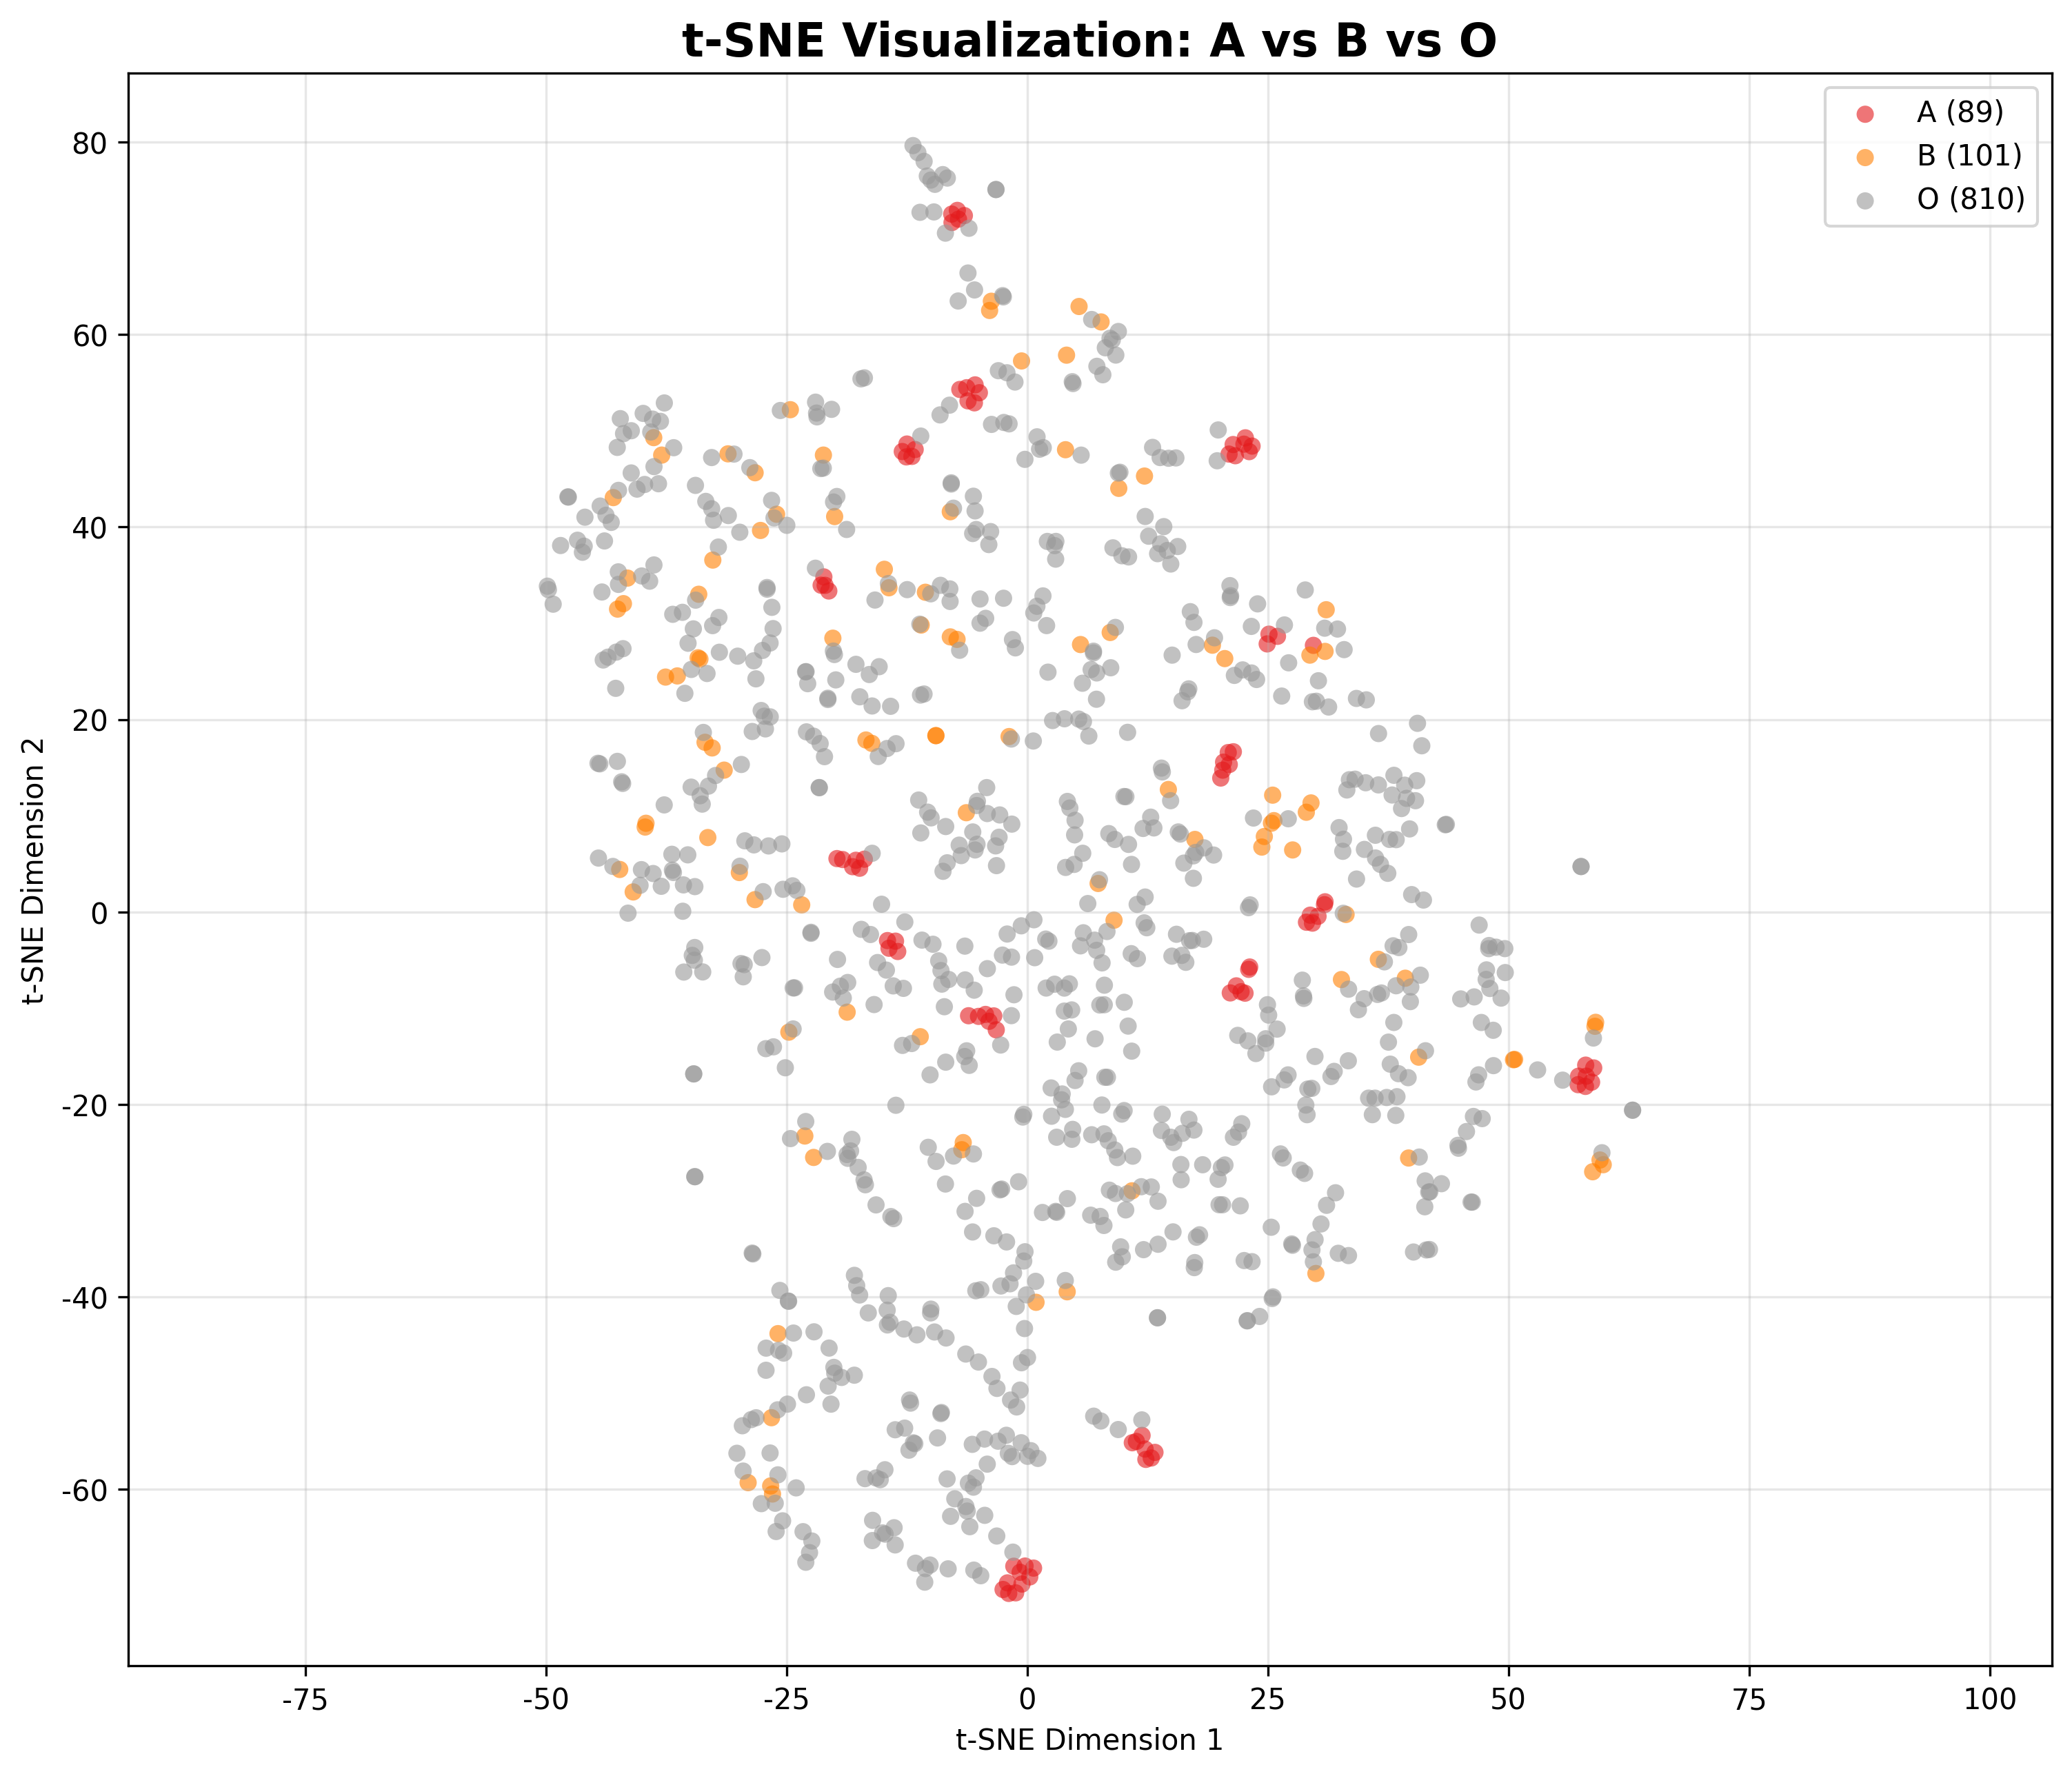 t-SNE Visualization: A vs B vs O
A (89)
B (101)
O (810)
80
60
40
20
0
-20
-40
-60
t-SNE Dimension 2
-75
-50
-25
0
25
50
75
100
t-SNE Dimension 1